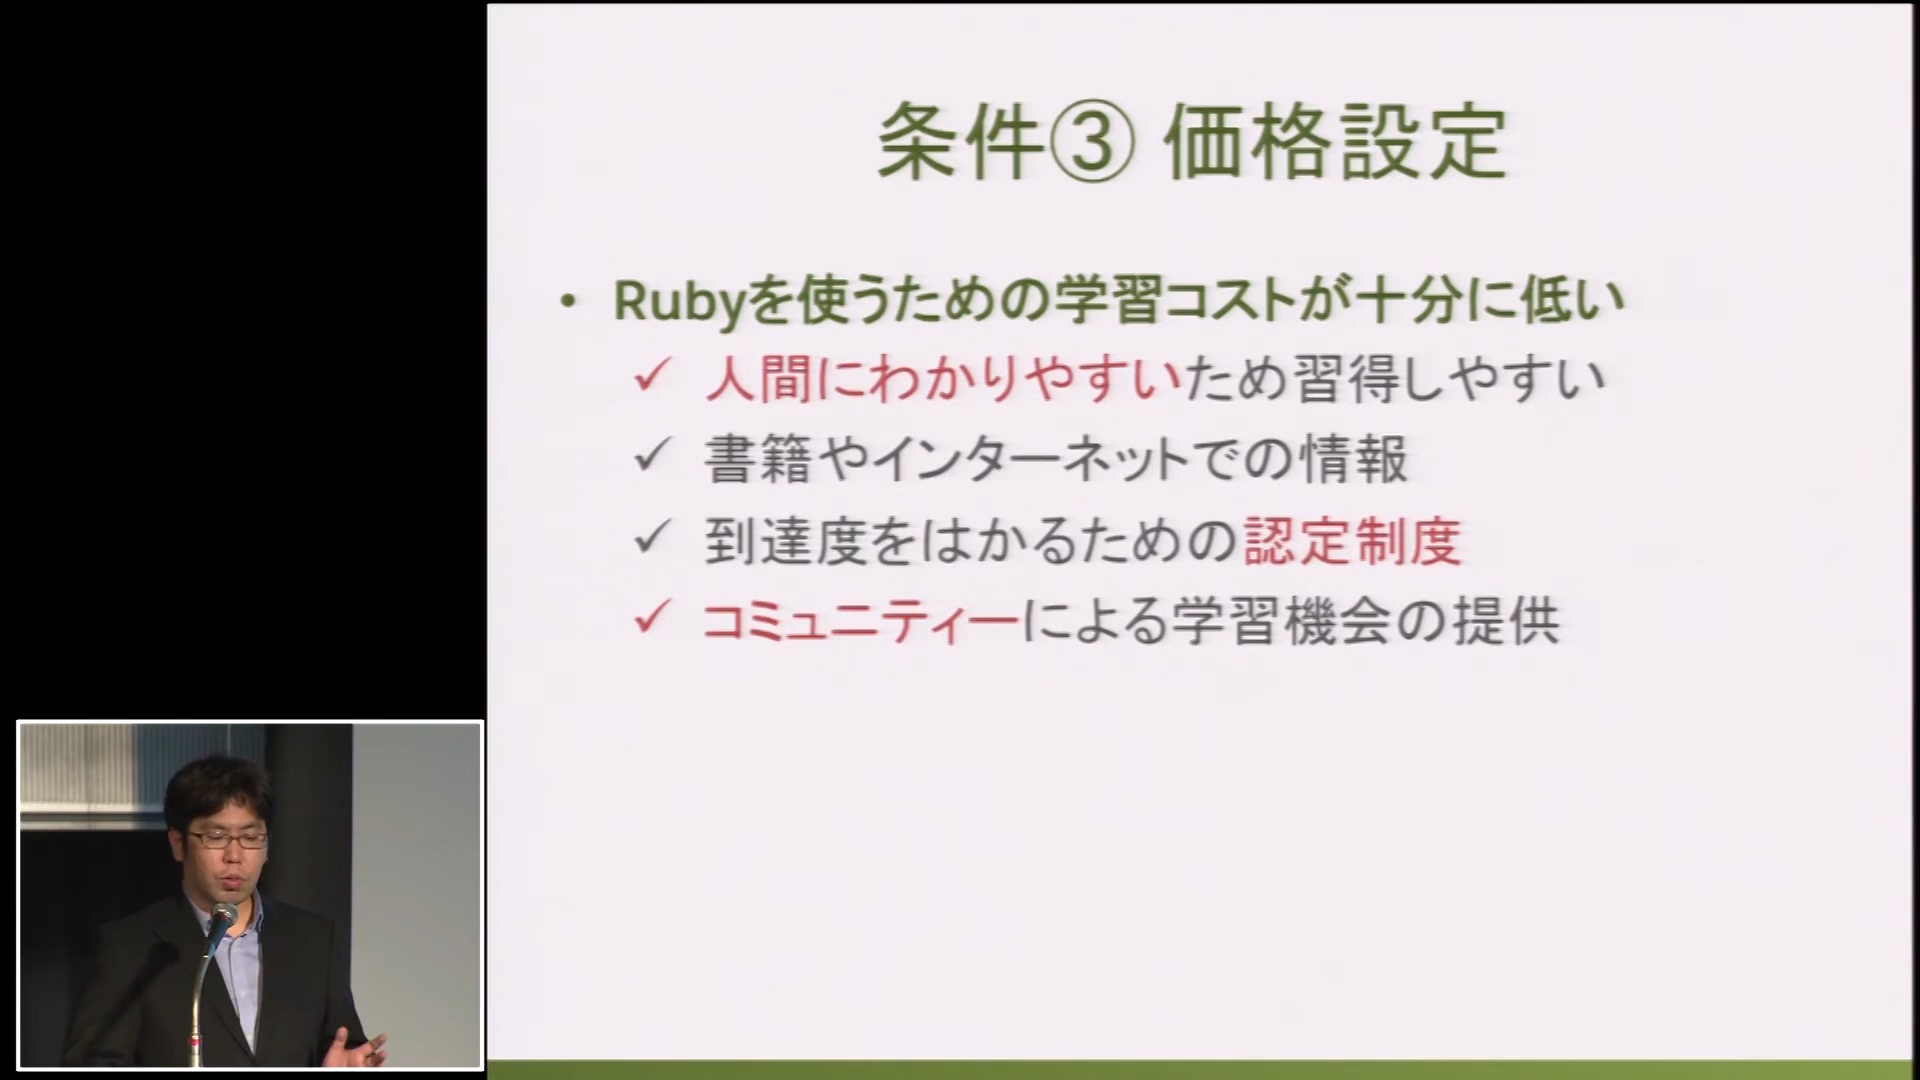 条件③ 価格設定
• Rubyを使うための学習コストが十分に低い
✓ 人間にわかりやすいため習得しやすい
✓ 書籍やインターネットでの情報
✓ 到達度をはかるための認定制度
✓ コミュニティーによる学習機会の提供